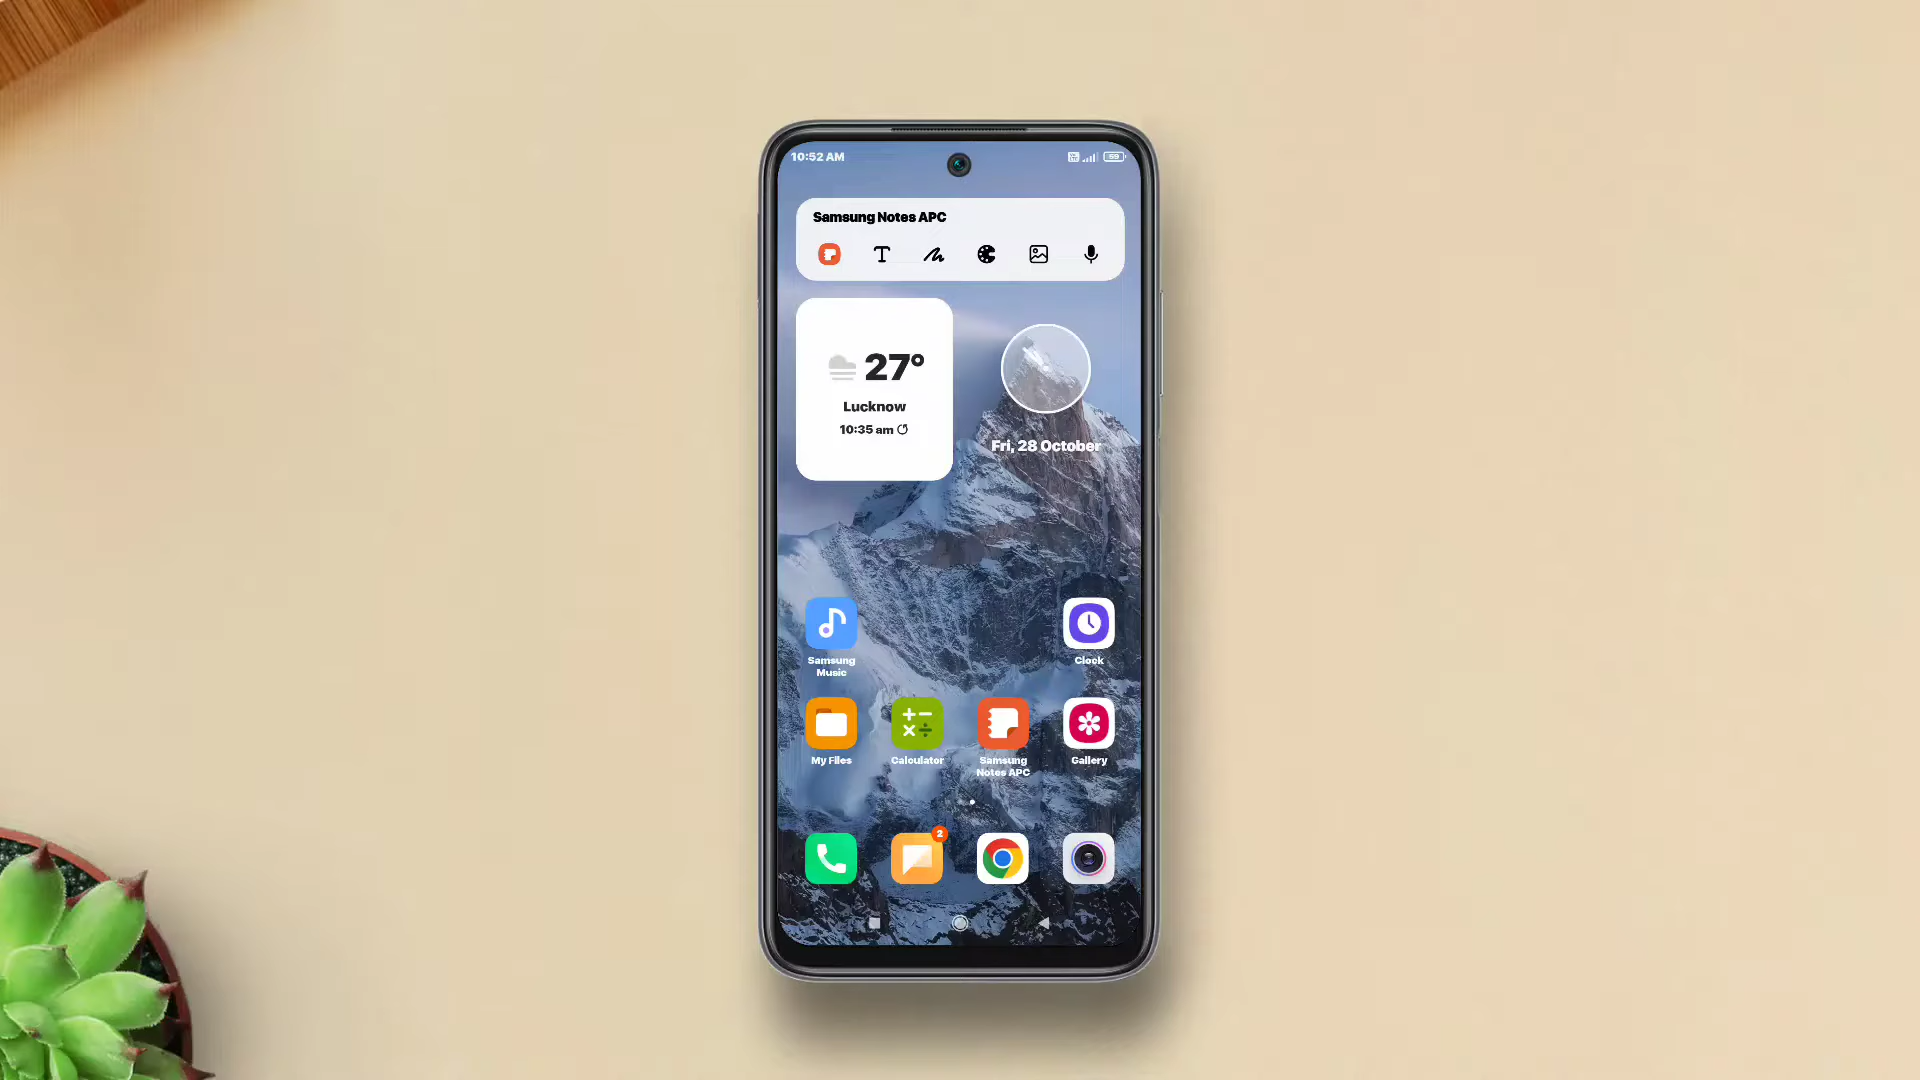 10:52 AM
59
Samsung Notes APC
27°
Lucknow
10:35 am
Fri, 28 October
Samsung
Music
Clock
My Files
Calculator
Samsung
Notes APC
Gallery
2